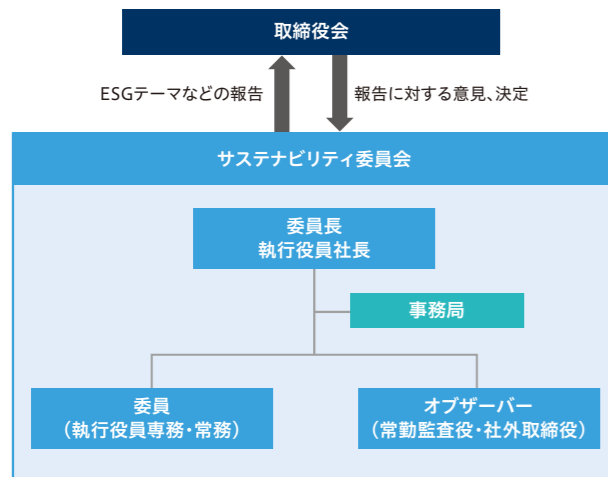 取締役会
ESGテーマなどの報告
報告に対する意見、決定
サステナビリティ委員会
委員長
執行役員社長
事務局
委員
（執行役員専務・常務）
オブザーバー
（常勤監査役・社外取締役）